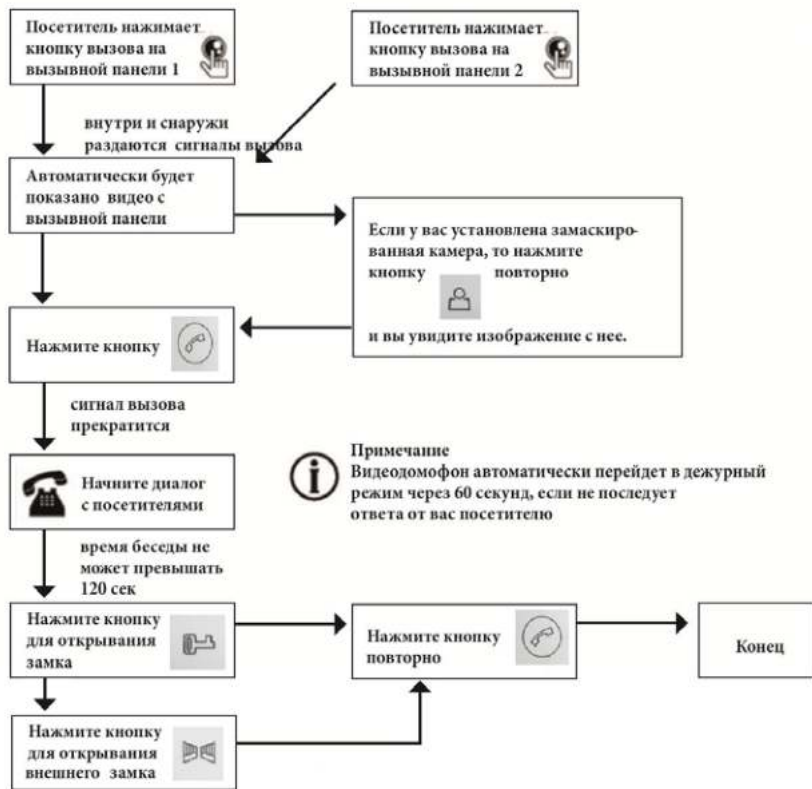 Посетитель нажимает
кнопку вызова на
вызывной панели 1
Посетитель нажимает
кнопку вызова на
вызывной панели 2
внутри и снаружи
раздаются сигналы вызова
Автоматически будет
показано видео с
вызывной панели
Если у вас установлена замаскиро-
ванная камера, то нажмите
кнопку повторно
и вы увидите изображение с нее.
Нажмите кнопку
сигнал вызова
прекратится
Начните диалог
с посетителями
Примечание
Видеодомофон автоматически перейдет в дежурный
режим через 60 секунд, если не последует
ответа от вас посетителю
время беседы не
может превышать
120 сек
Нажмите кнопку
для открывания
замка
Нажмите кнопку
повторно
Конец
Нажмите кнопку
для открывания
внешнего замка